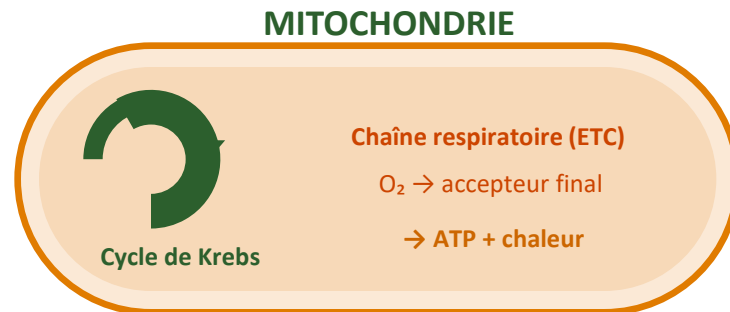 MITOCHONDRIE
Chaîne respiratoire (ETC)
O₂ → accepteur final
→ ATP + chaleur
Cycle de Krebs